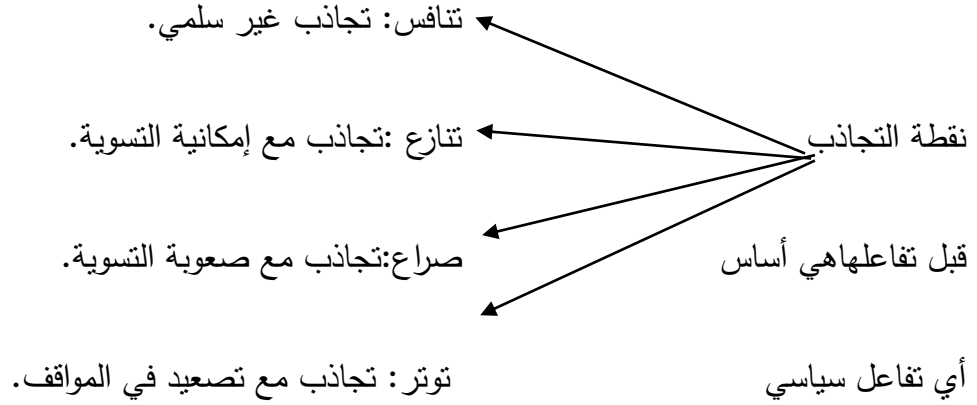 تنافس: تجاذب غير سلمي.
نقطة التجاذب تنازع :تجاذب مع إمكانية التسوية.
قبل تفاعلهاهي أساس صراع:تجاذب مع صعوبة التسوية.
أي تفاعل سياسي توتر: تجاذب مع تصعيد في المواقف.